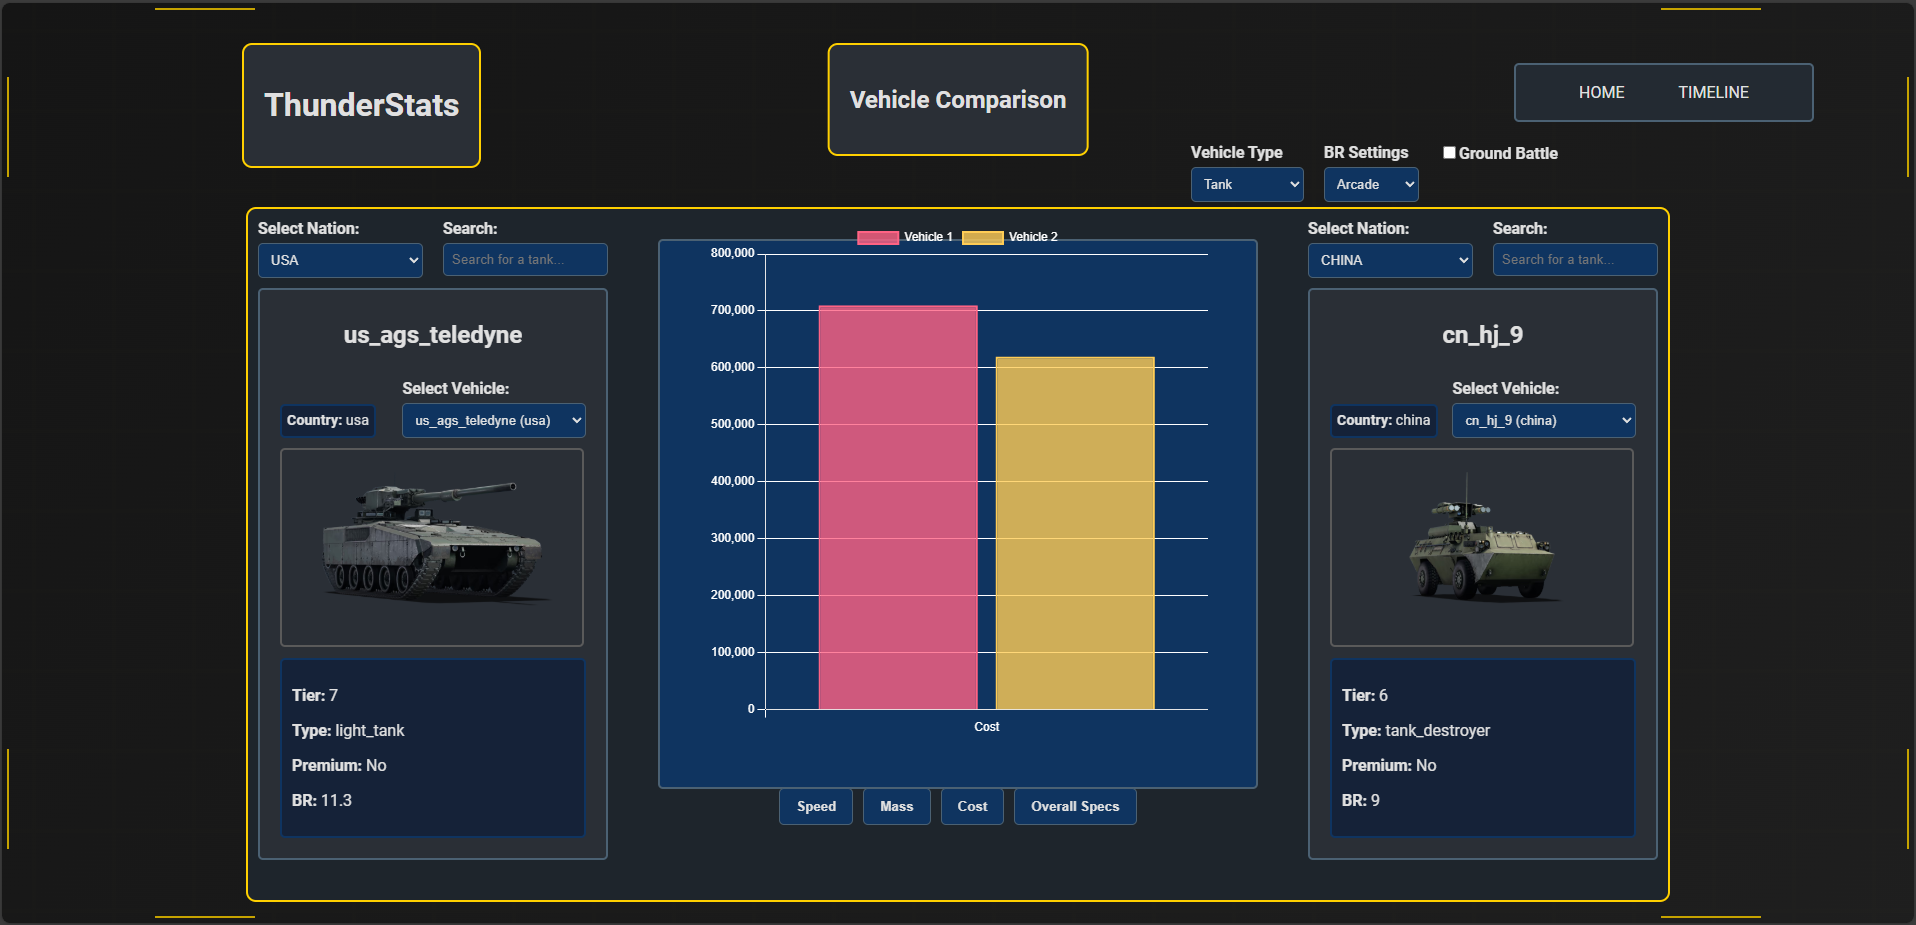 ThunderStats
Vehicle Comparison
HOME TIMELINE
Vehicle Type BR Settings Ground Battle
Tank Arcade
Select Nation: Search:
USA Search for a tank...
us_ags_teledyne
Select Vehicle:
Country: usa us_ags_teledyne (usa)
Tier: 7
Type: light_tank
Premium: No
BR: 11.3
Vehicle 1 Vehicle 2
800,000
700,000
600,000
500,000
400,000
300,000
200,000
100,000
0
Cost
Speed Mass Cost Overall Specs
Select Nation: Search:
CHINA Search for a tank...
cn_hj_9
Select Vehicle:
Country: china cn_hj_9 (china)
Tier: 6
Type: tank_destroyer
Premium: No
BR: 9